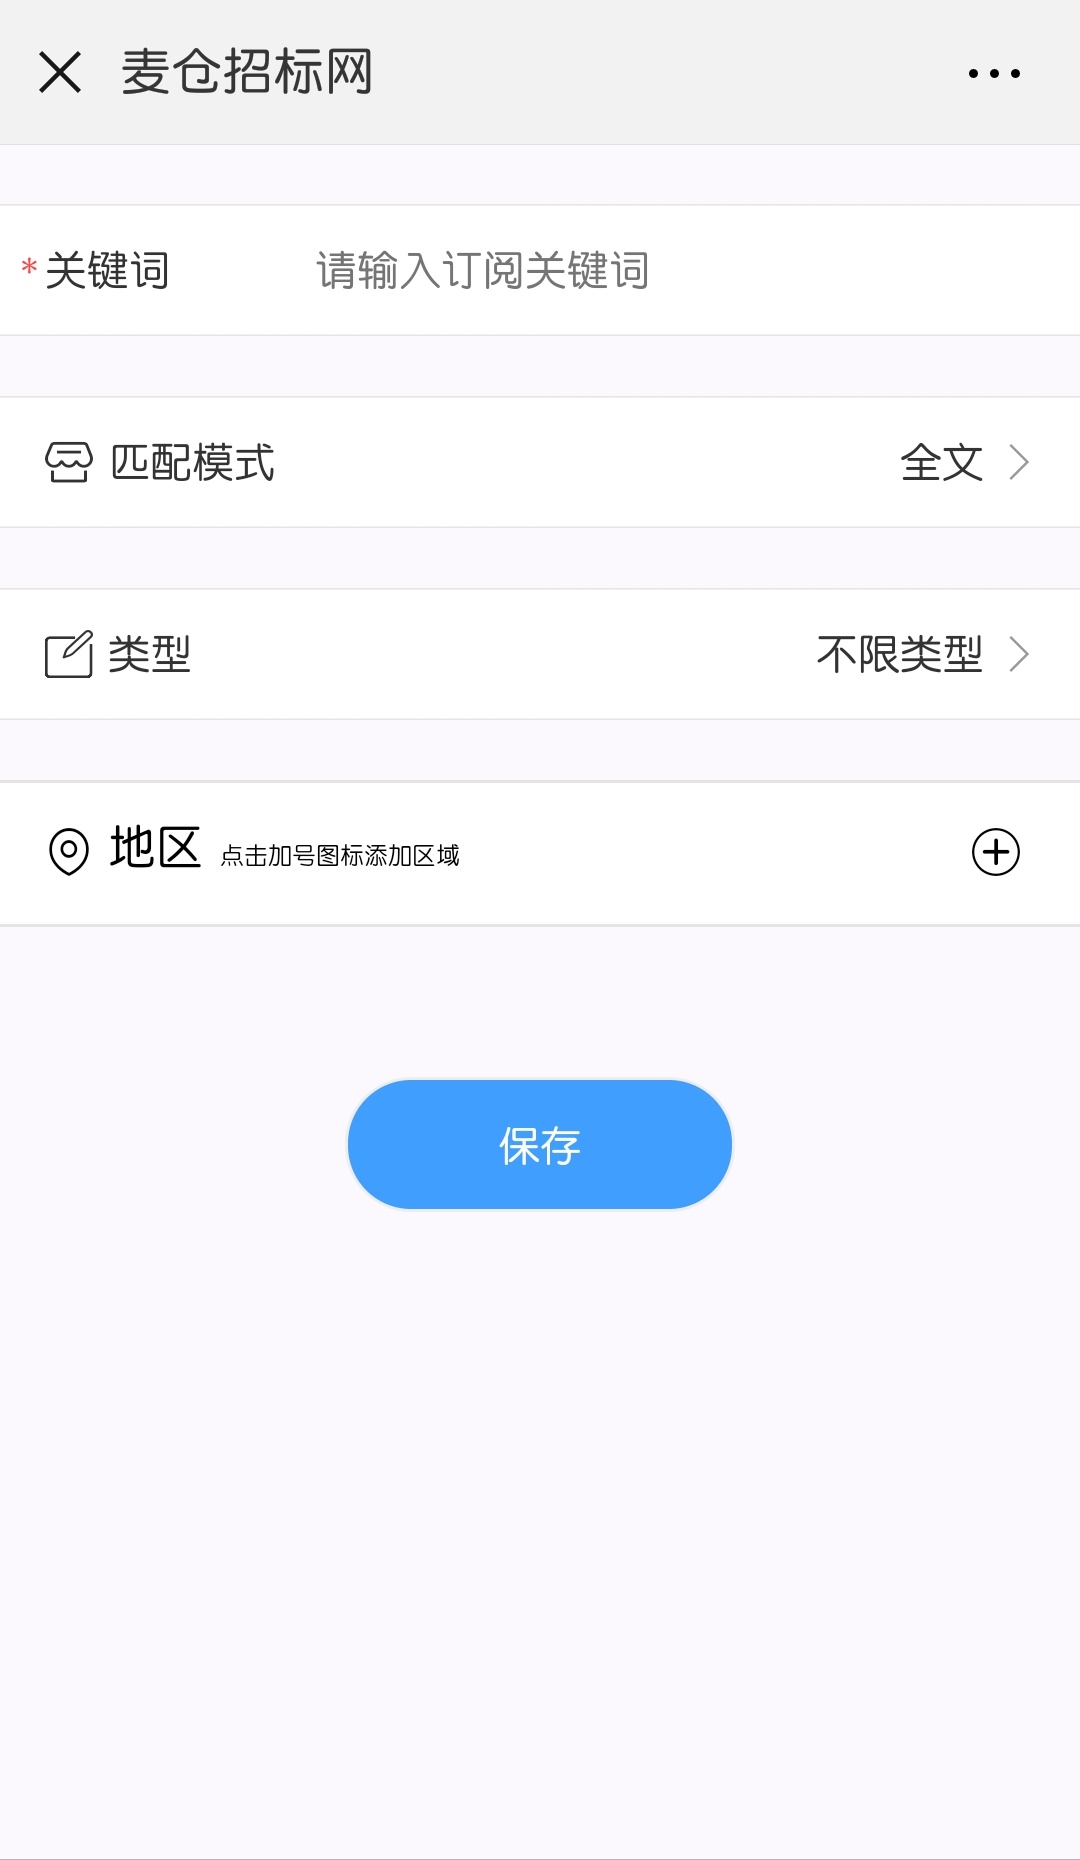 麦仓招标网
*关键词 请输入订阅关键词
匹配模式 全文
类型 不限类型
地区 点击加号图标添加区域
保存